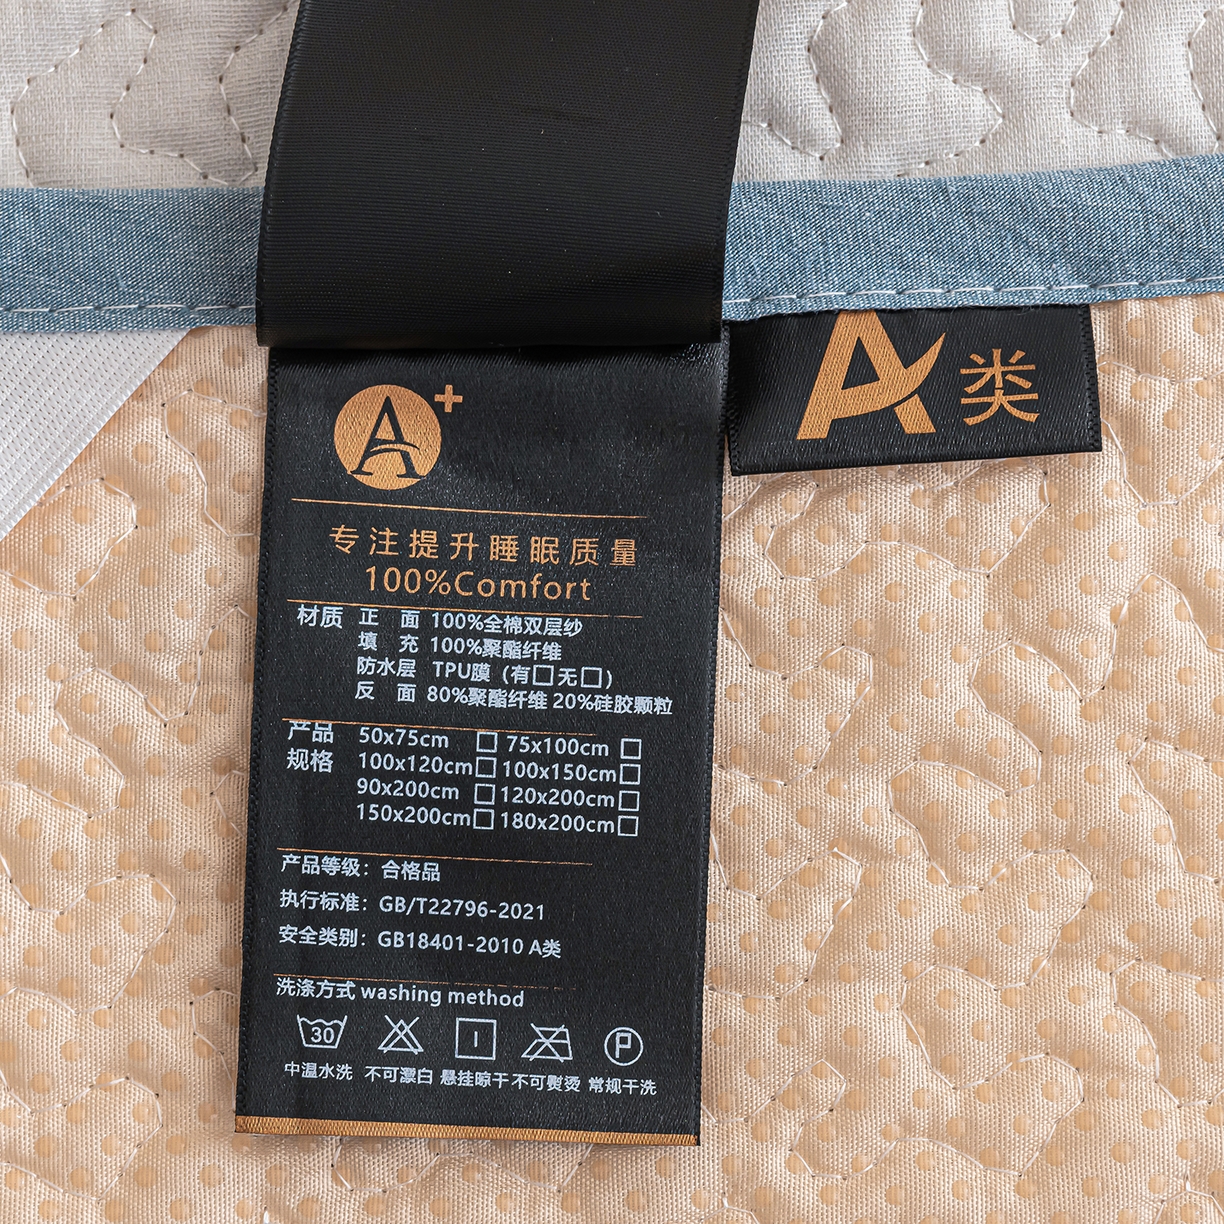 A类
A+
专注提升睡眠质量
100%Comfort
材质 正 面 100%全棉双层纱
填 充 100%聚酯纤维
防水层 TPU膜（有□无□）
反 面 80%聚酯纤维 20%硅胶颗粒
产品 50x75cm □ 75x100cm □
规格 100x120cm□ 100x150cm□
90x200cm □ 120x200cm□
150x200cm□ 180x200cm□
产品等级：合格品
执行标准：GB/T22796-2021
安全类别：GB18401-2010 A类
洗涤方式 washing method
30 P
中温水洗 不可漂白 悬挂晾干 不可熨烫 常规干洗